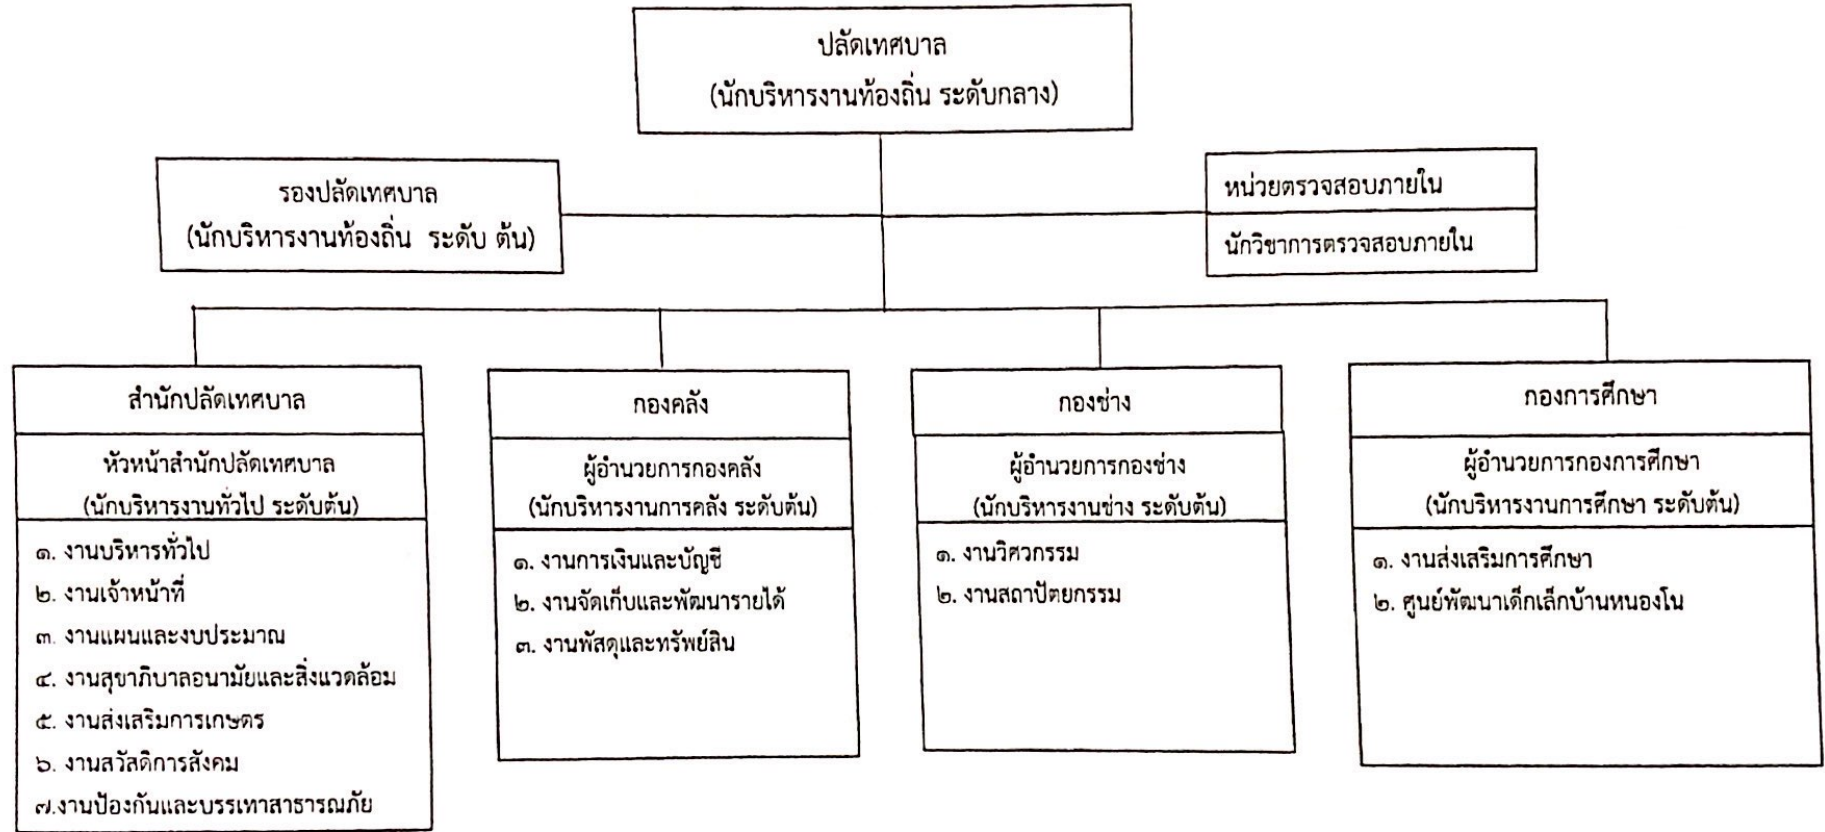 ปลัดเทศบาล
(นักบริหารงานท้องถิ่น ระดับกลาง)
รองปลัดเทศบาล
(นักบริหารงานท้องถิ่น ระดับ ต้น)
หน่วยตรวจสอบภายใน
นักวิชาการตรวจสอบภายใน
สำนักปลัดเทศบาล
หัวหน้าสำนักปลัดเทศบาล
(นักบริหารงานทั่วไป ระดับต้น)
๑. งานบริหารทั่วไป
๒. งานเจ้าหน้าที่
๓. งานแผนและงบประมาณ
๔. งานสุขาภิบาลอนามัยและสิ่งแวดล้อม
๕. งานส่งเสริมการเกษตร
๖. งานสวัสดิการสังคม
๗.งานป้องกันและบรรเทาสาธารณภัย
กองคลัง
ผู้อำนวยการกองคลัง
(นักบริหารงานการคลัง ระดับต้น)
๑. งานการเงินและบัญชี
๒. งานจัดเก็บและพัฒนารายได้
๓. งานพัสดุและทรัพย์สิน
กองช่าง
ผู้อำนวยการกองช่าง
(นักบริหารงานช่าง ระดับต้น)
๑. งานวิศวกรรม
๒. งานสถาปัตยกรรม
กองการศึกษา
ผู้อำนวยการกองการศึกษา
(นักบริหารงานการศึกษา ระดับต้น)
๑. งานส่งเสริมการศึกษา
๒. ศูนย์พัฒนาเด็กเล็กบ้านหนองโน